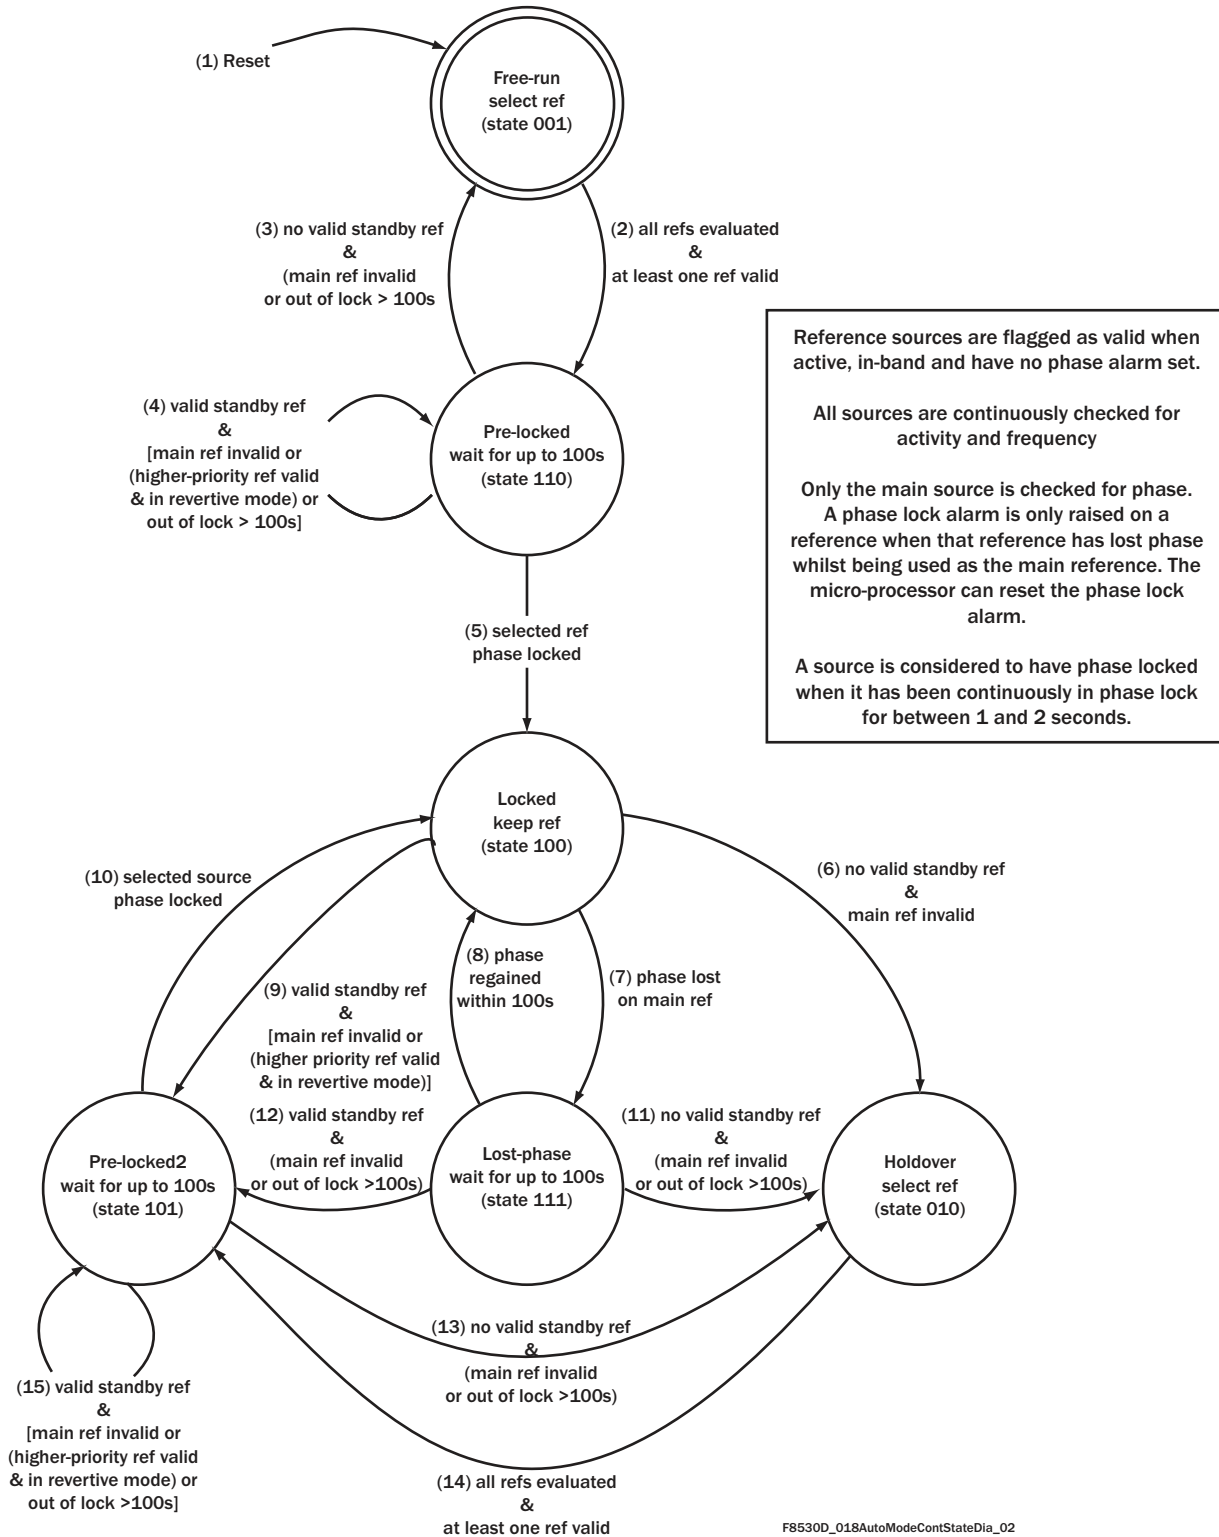 (1) Reset
Free-run
select ref
(state 001)
(3) no valid standby ref
&
(main ref invalid
or out of lock > 100s
(2) all refs evaluated
&
at least one ref valid
Reference sources are flagged as valid when
active, in-band and have no phase alarm set.
All sources are continuously checked for
activity and frequency
Only the main source is checked for phase.
A phase lock alarm is only raised on a
reference when that reference has lost phase
whilst being used as the main reference. The
micro-processor can reset the phase lock
alarm.
A source is considered to have phase locked
when it has been continuously in phase lock
for between 1 and 2 seconds.
(4) valid standby ref
&
[main ref invalid or
(higher-priority ref valid
& in revertive mode) or
out of lock > 100s]
Pre-locked
wait for up to 100s
(state 110)
(5) selected ref
phase locked
Locked
keep ref
(state 100)
(10) selected source
phase locked
(6) no valid standby ref
&
main ref invalid
(8) phase
regained
within 100s
(7) phase lost
on main ref
(9) valid standby ref
&
[main ref invalid or
(higher priority ref valid
& in revertive mode)]
(12) valid standby ref
&
(main ref invalid
or out of lock >100s)
(11) no valid standby ref
&
(main ref invalid
or out of lock >100s)
Pre-locked2
wait for up to 100s
(state 101)
Lost-phase
wait for up to 100s
(state 111)
Holdover
select ref
(state 010)
(13) no valid standby ref
&
(main ref invalid
or out of lock >100s)
(15) valid standby ref
&
[main ref invalid or
(higher-priority ref valid
& in revertive mode) or
out of lock >100s]
(14) all refs evaluated
&
at least one ref valid
F8530D_018AutoModeContStateDia_02